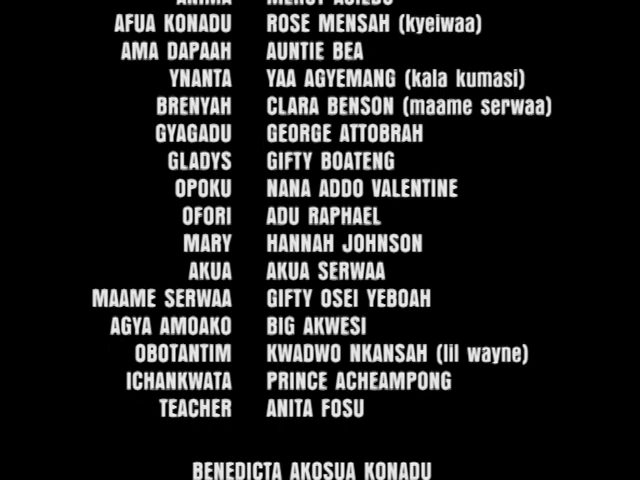 AFUA KONADU ROSE MENSAH (kyeiwaa)
AMA DAPAAH AUNTIE BEA
YNANTA YAA AGYEMANG (kala kumasi)
BRENYAH CLARA BENSON (maame serwaa)
GYAGADU GEORGE ATTOBRAH
GLADYS GIFTY BOATENG
OPOKU NANA ADDO VALENTINE
OFORI ADU RAPHAEL
MARY HANNAH JOHNSON
AKUA AKUA SERWAA
MAAME SERWAA GIFTY OSEI YEBOAH
AGYA AMOAKO BIG AKWESI
OBOTANTIM KWADWO NKANSAH (lil wayne)
ICHANKWATA PRINCE ACHEAMPONG
TEACHER ANITA FOSU
BENEDICTA AKOSUA KONADU